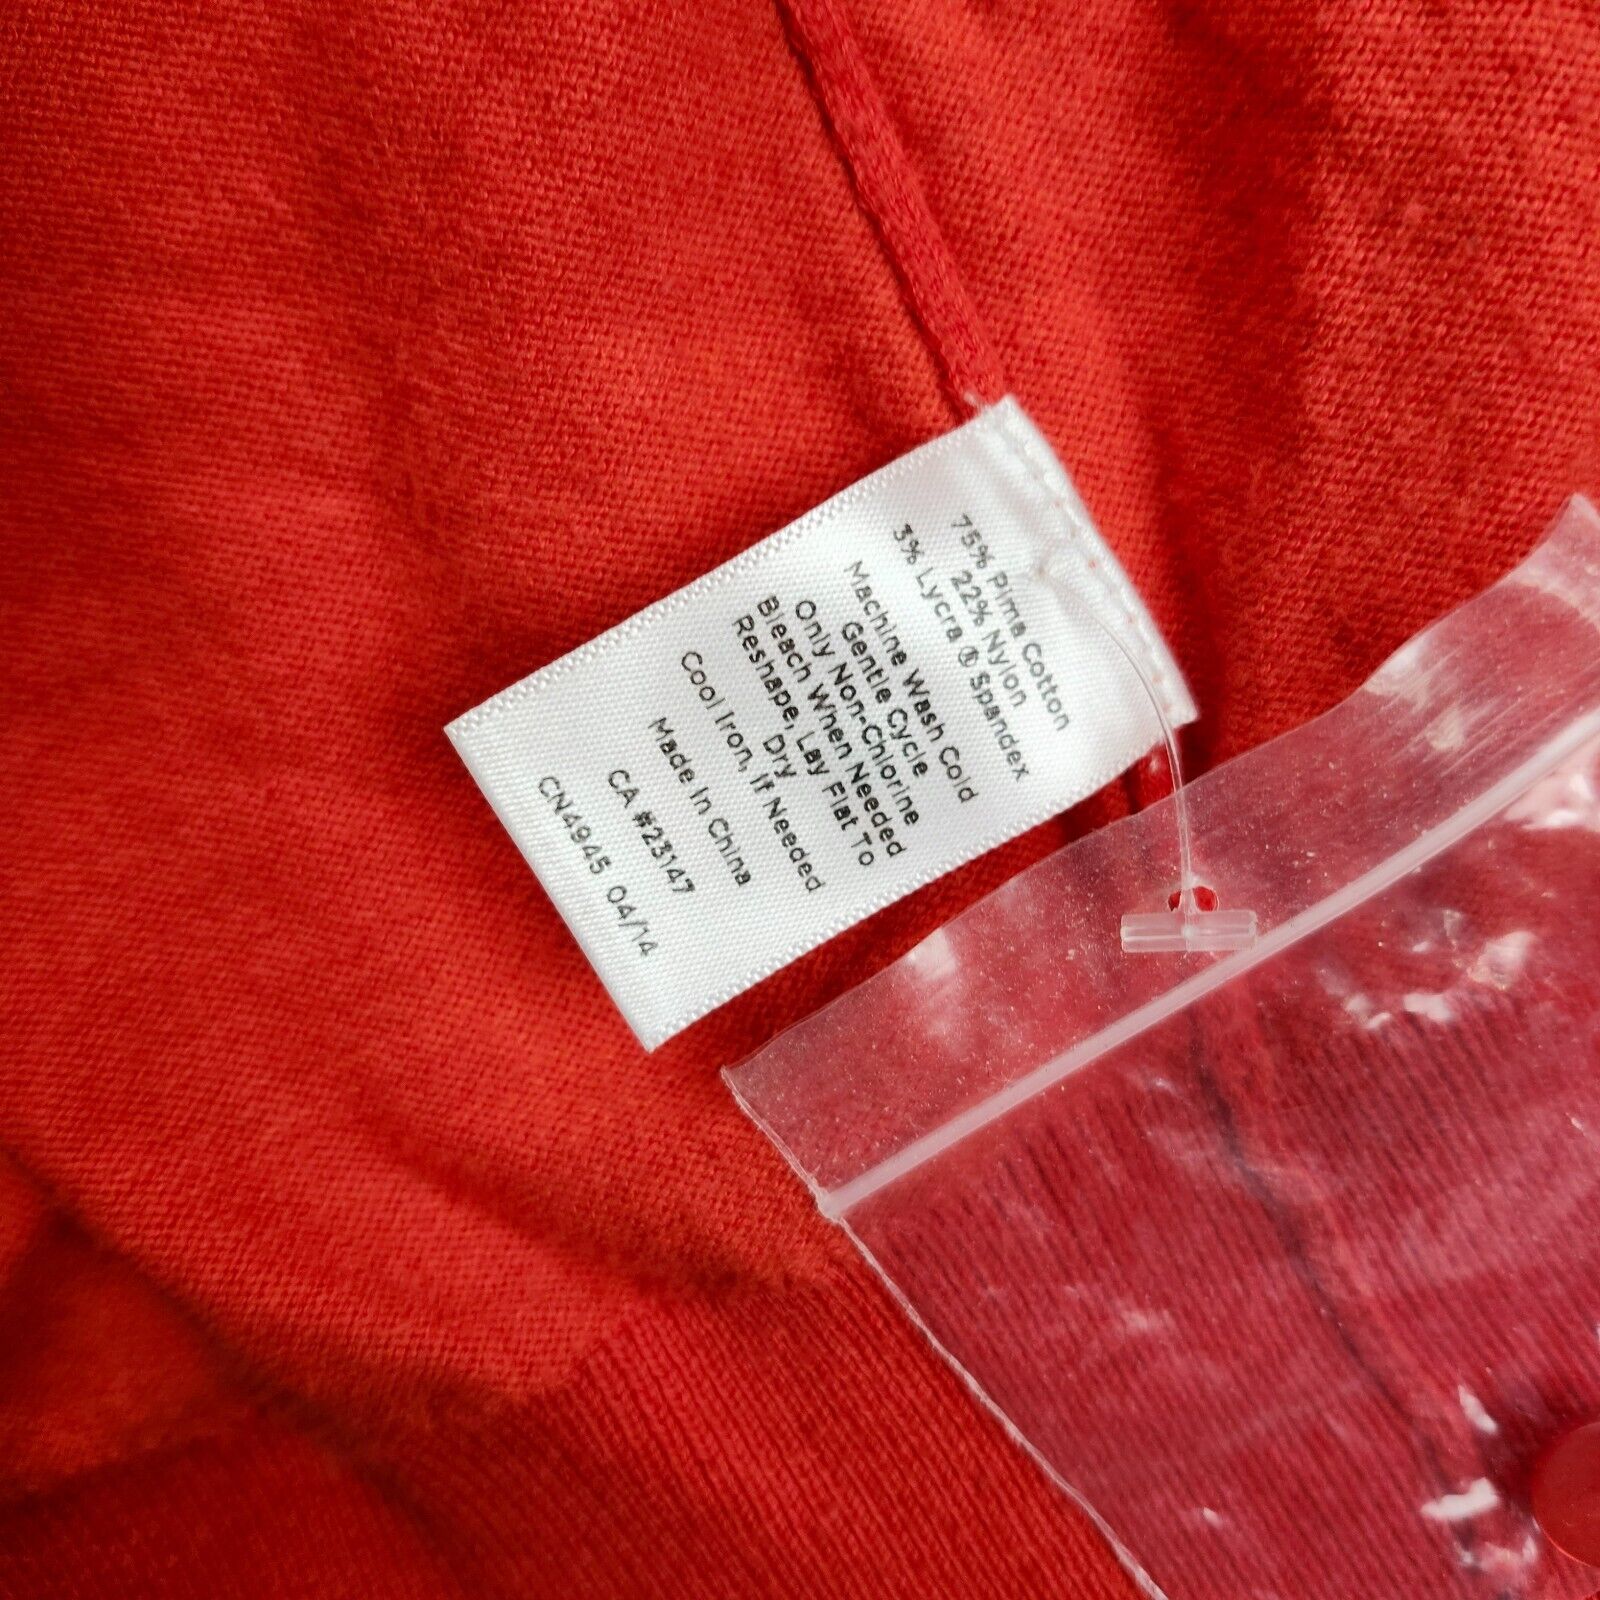 75% Pima Cotton
22% Nylon
3% Lycra ® Spandex
Machine Wash Cold
Gentle Cycle
Only Non-Chlorine
Bleach When Needed
Reshape, Lay Flat To
Dry
Cool Iron, If Needed
Made In China
CA #23147
CN4945 04/14